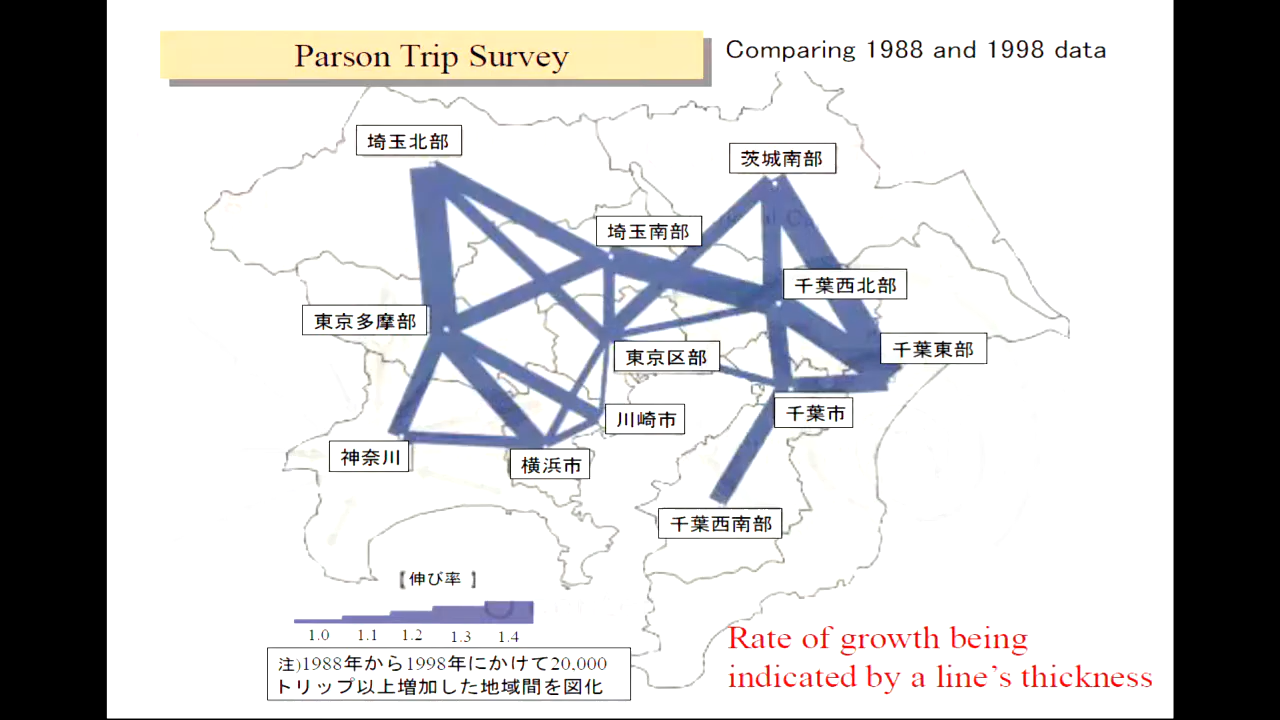 Parson Trip Survey
Comparing 1988 and 1998 data
埼玉北部
茨城南部
埼玉南部
千葉西北部
東京多摩部
千葉東部
東京区部
千葉市
川崎市
神奈川
横浜市
千葉西南部
【伸び率 】
1.0 1.1 1.2 1.3 1.4
注)1988年から1998年にかけて20,000
トリップ以上増加した地域間を図化
Rate of growth being
indicated by a line's thickness